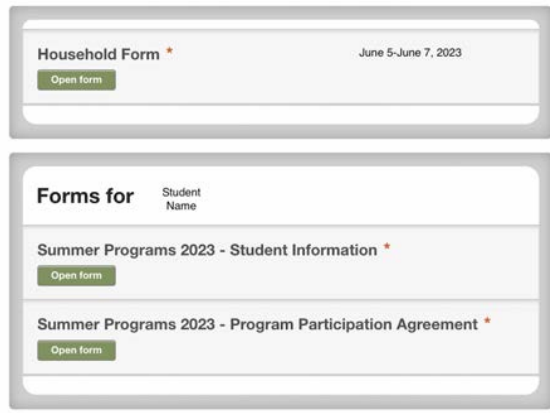 Household Form * June 5-June 7, 2023
Open form
Forms for Student
Name
Summer Programs 2023 - Student Information *
Open form
Summer Programs 2023 - Program Participation Agreement *
Open form